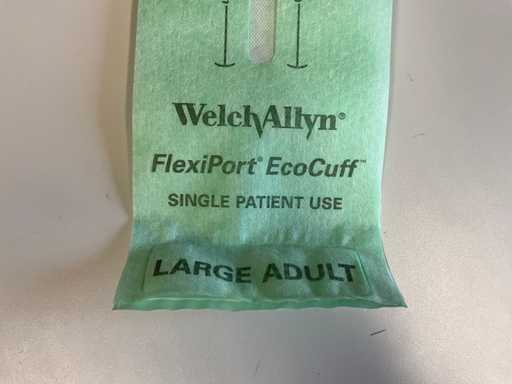 WelchAllyn®
FlexiPort® EcoCuff™
SINGLE PATIENT USE
LARGE ADULT